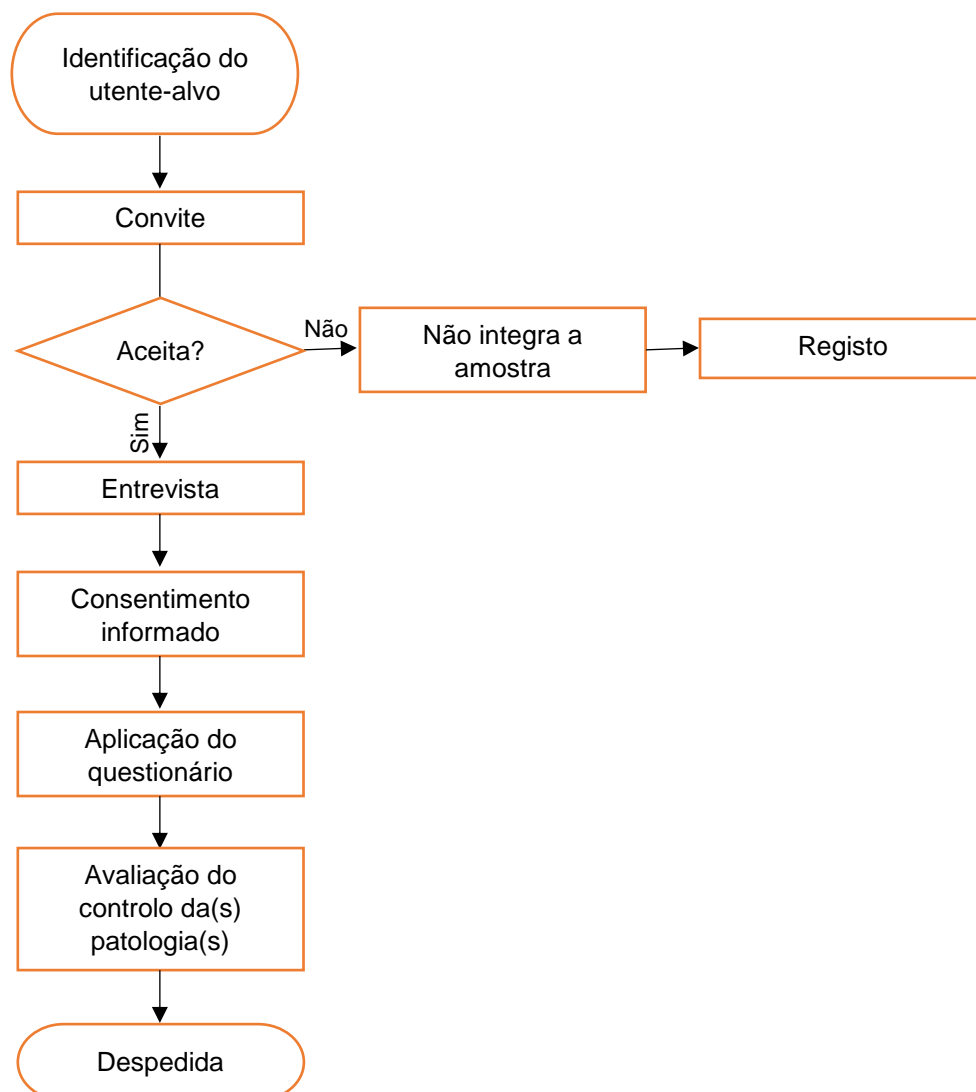 Identificação do
utente-alvo
Convite
Aceita?
Não
Não integra a
amostra
Registo
Sim
Entrevista
Consentimento
informado
Aplicação do
questionário
Avaliação do
controlo da(s)
patologia(s)
Despedida